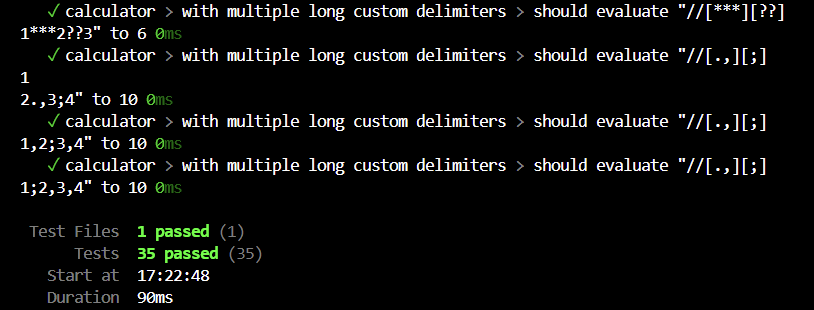 ✓ calculator > with multiple long custom delimiters > should evaluate "//[***][??]
1***2??3" to 6 0ms
✓ calculator > with multiple long custom delimiters > should evaluate "//[.,][;]
1
2.,3;4" to 10 0ms
✓ calculator > with multiple long custom delimiters > should evaluate "//[.,][;]
1,2;3,4" to 10 0ms
✓ calculator > with multiple long custom delimiters > should evaluate "//[.,][;]
1;2,3,4" to 10 0ms
Test Files 1 passed (1)
Tests 35 passed (35)
Start at 17:22:48
Duration 90ms